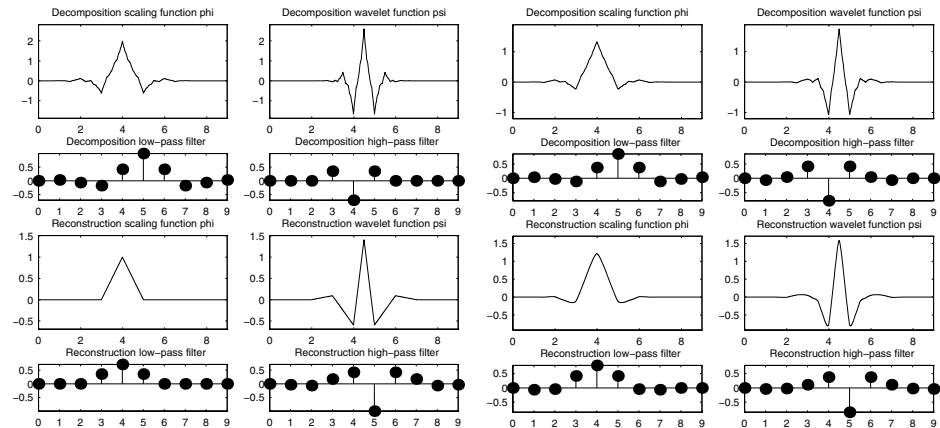 Decomposition scaling function phi
2
1
0
−1
0 2 4 6 8
Decomposition wavelet function psi
2
1
0
−1
0 2 4 6 8
Decomposition scaling function phi
1
0
−1
0 2 4 6 8
Decomposition wavelet function psi
1
0
−1
0 2 4 6 8
Decomposition low−pass filter
0.5
0
−0.5
0 1 2 3 4 5 6 7 8 9
Decomposition high−pass filter
0.5
0
−0.5
0 1 2 3 4 5 6 7 8 9
Decomposition low−pass filter
0.5
0
−0.5
0 1 2 3 4 5 6 7 8 9
Decomposition high−pass filter
0.5
0
−0.5
0 1 2 3 4 5 6 7 8 9
Reconstruction scaling function phi
1.5
1
0.5
0
−0.5
0 2 4 6 8
Reconstruction wavelet function psi
1.5
1
0.5
0
−0.5
0 2 4 6 8
Reconstruction scaling function phi
1.5
1
0.5
0
−0.5
0 2 4 6 8
Reconstruction wavelet function psi
1.5
1
0.5
0
−0.5
0 2 4 6 8
Reconstruction low−pass filter
0.5
0
−0.5
0 1 2 3 4 5 6 7 8 9
Reconstruction high−pass filter
0.5
0
−0.5
0 1 2 3 4 5 6 7 8 9
Reconstruction low−pass filter
0.5
0
−0.5
0 1 2 3 4 5 6 7 8 9
Reconstruction high−pass filter
0.5
0
−0.5
0 1 2 3 4 5 6 7 8 9